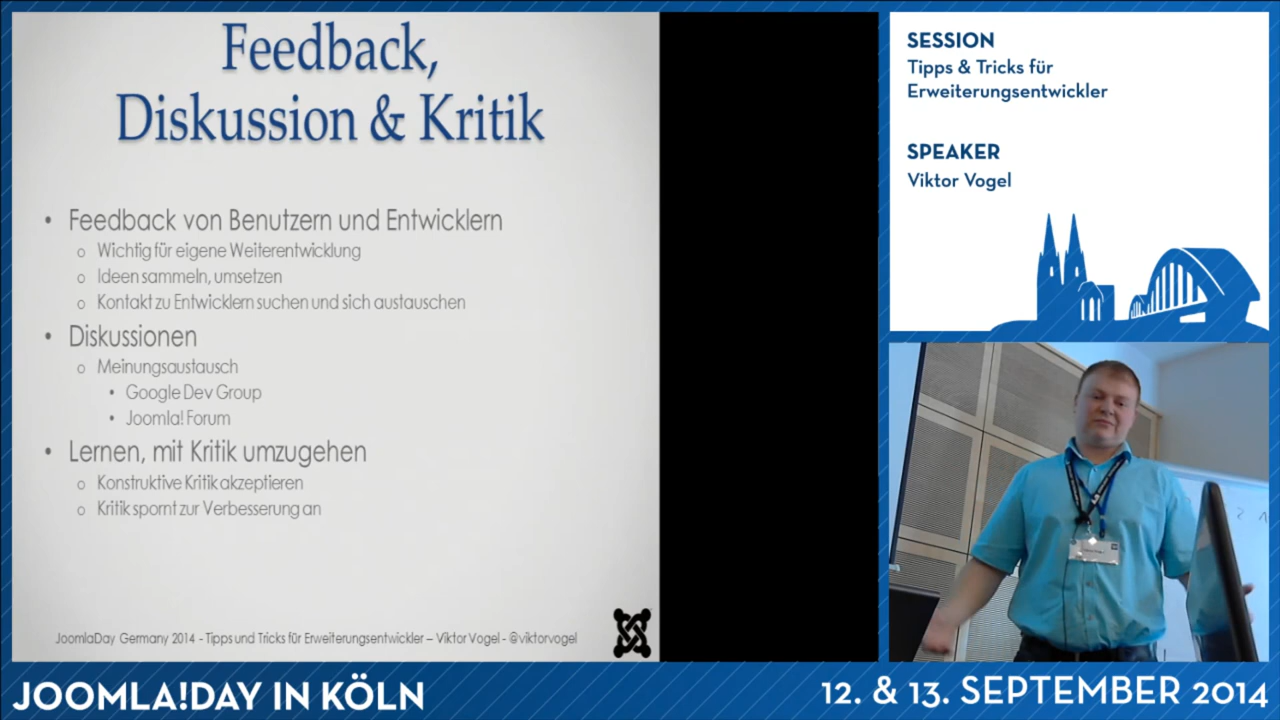 Feedback,
Diskussion & Kritik
• Feedback von Benutzern und Entwicklern
o Wichtig für eigene Weiterentwicklung
o Ideen sammeln, umsetzen
o Kontakt zu Entwicklern suchen und sich austauschen
• Diskussionen
o Meinungsaustausch
• Google Dev Group
• Joomla! Forum
• Lernen, mit Kritik umzugehen
o Konstruktive Kritik akzeptieren
o Kritik spornt zur Verbesserung an
JoomlaDay Germany 2014 - Tipps und Tricks für Erweiterungsentwickler – Viktor Vogel - @viktorvogel
SESSION
Tipps & Tricks für
Erweiterungsentwickler
SPEAKER
Viktor Vogel
JOOMLA!DAY IN KÖLN
12. & 13. SEPTEMBER 2014